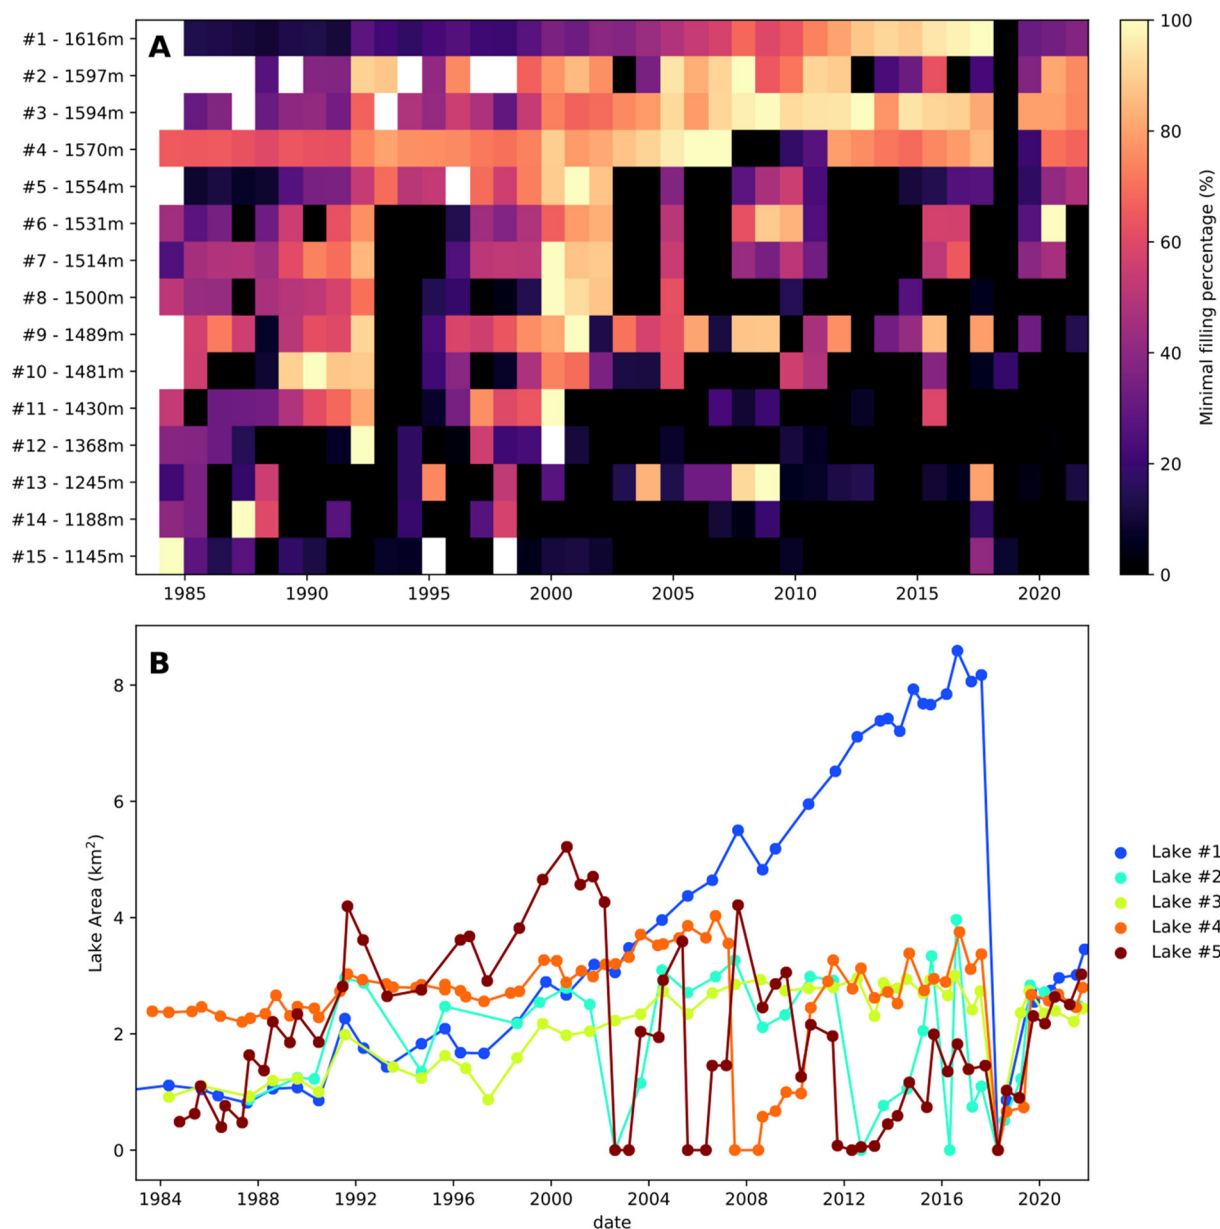 A
#1 - 1616m
#2 - 1597m
#3 - 1594m
#4 - 1570m
#5 - 1554m
#6 - 1531m
#7 - 1514m
#8 - 1500m
#9 - 1489m
#10 - 1481m
#11 - 1430m
#12 - 1368m
#13 - 1245m
#14 - 1188m
#15 - 1145m
1985 1990 1995 2000 2005 2010 2015 2020
100
80
60
40
20
0
Minimal filling percentage (%)
B
8
6
4
2
0
Lake Area (km²)
1984 1988 1992 1996 2000 2004 2008 2012 2016 2020
date
Lake #1
Lake #2
Lake #3
Lake #4
Lake #5